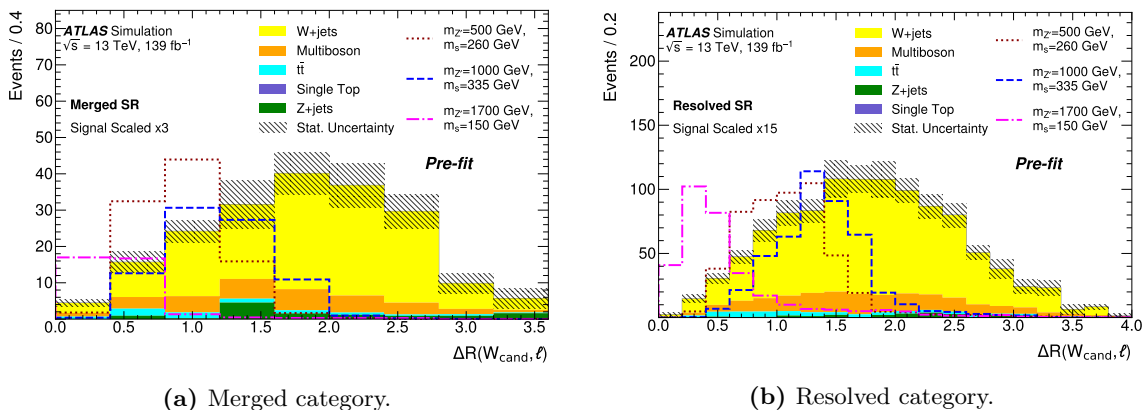 ATLAS Simulation
√s = 13 TeV, 139 fb⁻¹
Merged SR
Signal Scaled x3
W+jets
Multiboson
tt̄
Single Top
Z+jets
Stat. Uncertainty
m_Z'=500 GeV,
m_s=260 GeV
m_Z'=1000 GeV,
m_s=335 GeV
m_Z'=1700 GeV,
m_s=150 GeV
Pre-fit
Events / 0.4
80
70
60
50
40
30
20
10
0.0 0.5 1.0 1.5 2.0 2.5 3.0 3.5
ΔR(W_cand, ℓ)
(a) Merged category.
ATLAS Simulation
√s = 13 TeV, 139 fb⁻¹
Resolved SR
Signal Scaled x15
W+jets
Multiboson
tt̄
Z+jets
Single Top
Stat. Uncertainty
m_Z'=500 GeV,
m_s=260 GeV
m_Z'=1000 GeV,
m_s=335 GeV
m_Z'=1700 GeV,
m_s=150 GeV
Pre-fit
Events / 0.2
200
150
100
50
0.0 0.5 1.0 1.5 2.0 2.5 3.0 3.5 4.0
ΔR(W_cand, ℓ)
(b) Resolved category.